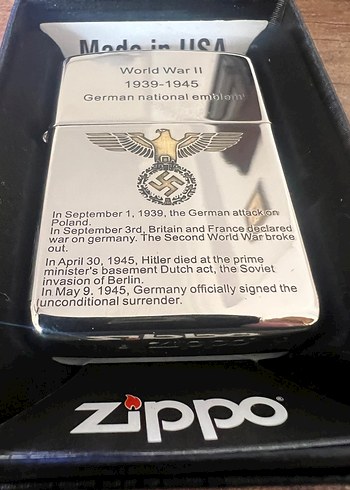 Made in USA
World War II
1939-1945
German national emblem
In September 1, 1939, the German attack on
Poland.
In September 3rd, Britain and France declared
war on germany. The Second World War broke
out.
In April 30, 1945, Hitler died at the prime
minister's basement Dutch act, the Soviet
invasion of Berlin.
In May 9, 1945, Germany officially signed the
unconditional surrender.
zippo